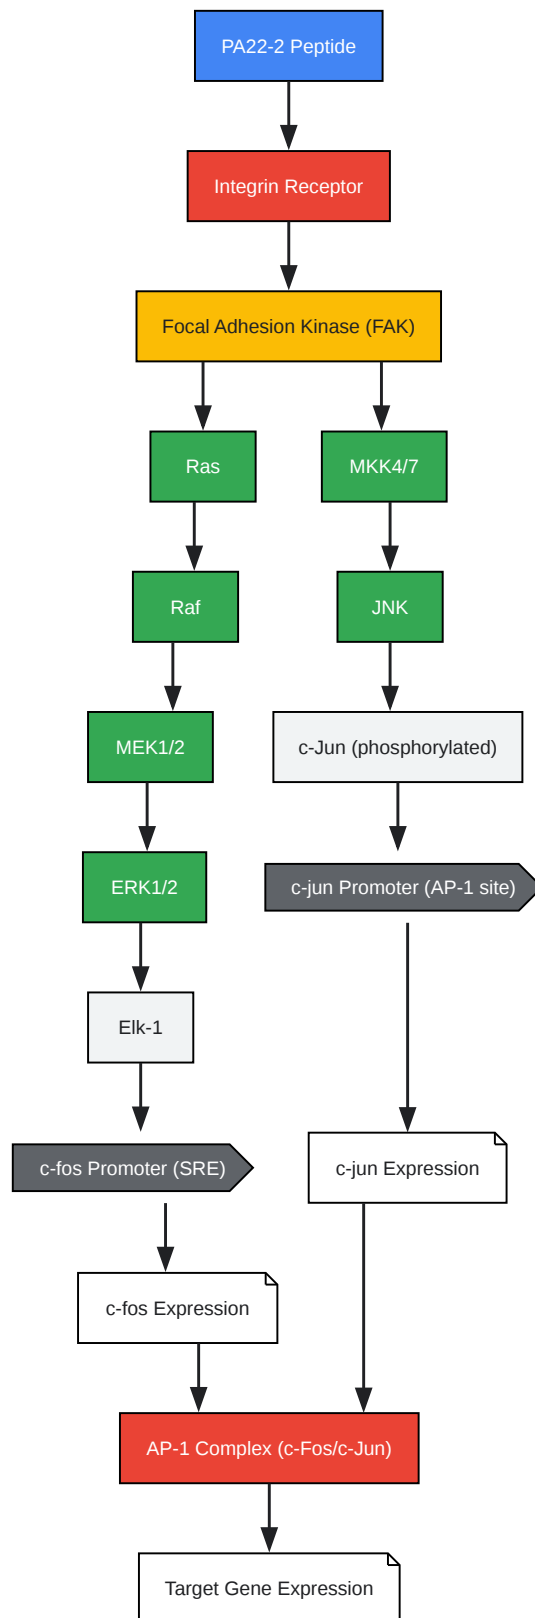 PA22-2 Peptide
Integrin Receptor
Focal Adhesion Kinase (FAK)
Ras
MKK4/7
Raf
JNK
MEK1/2
c-Jun (phosphorylated)
ERK1/2
c-jun Promoter (AP-1 site)
Elk-1
c-fos Promoter (SRE)
c-jun Expression
c-fos Expression
AP-1 Complex (c-Fos/c-Jun)
Target Gene Expression